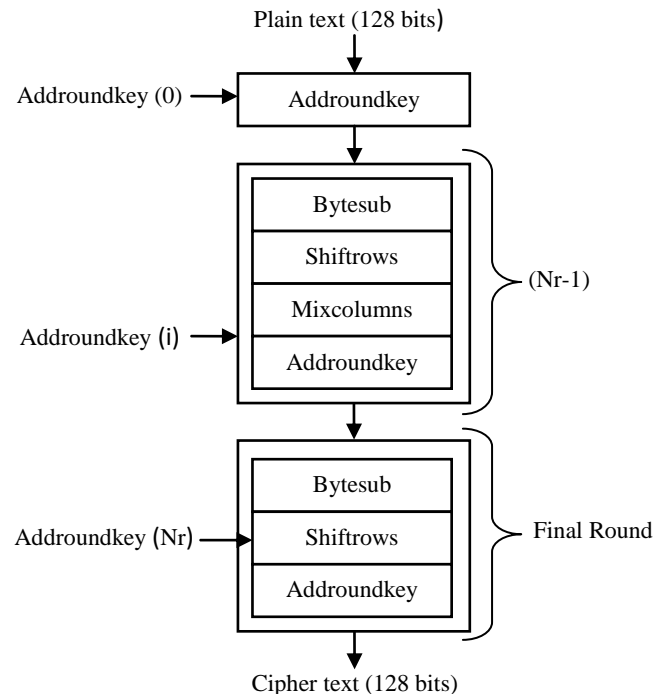 Plain text (128 bits)
Addroundkey (0)
Addroundkey
Bytesub
Shiftrows
Mixcolumns
Addroundkey
Addroundkey (i)
(Nr-1)
Bytesub
Shiftrows
Addroundkey
Addroundkey (Nr)
Final Round
Cipher text (128 bits)